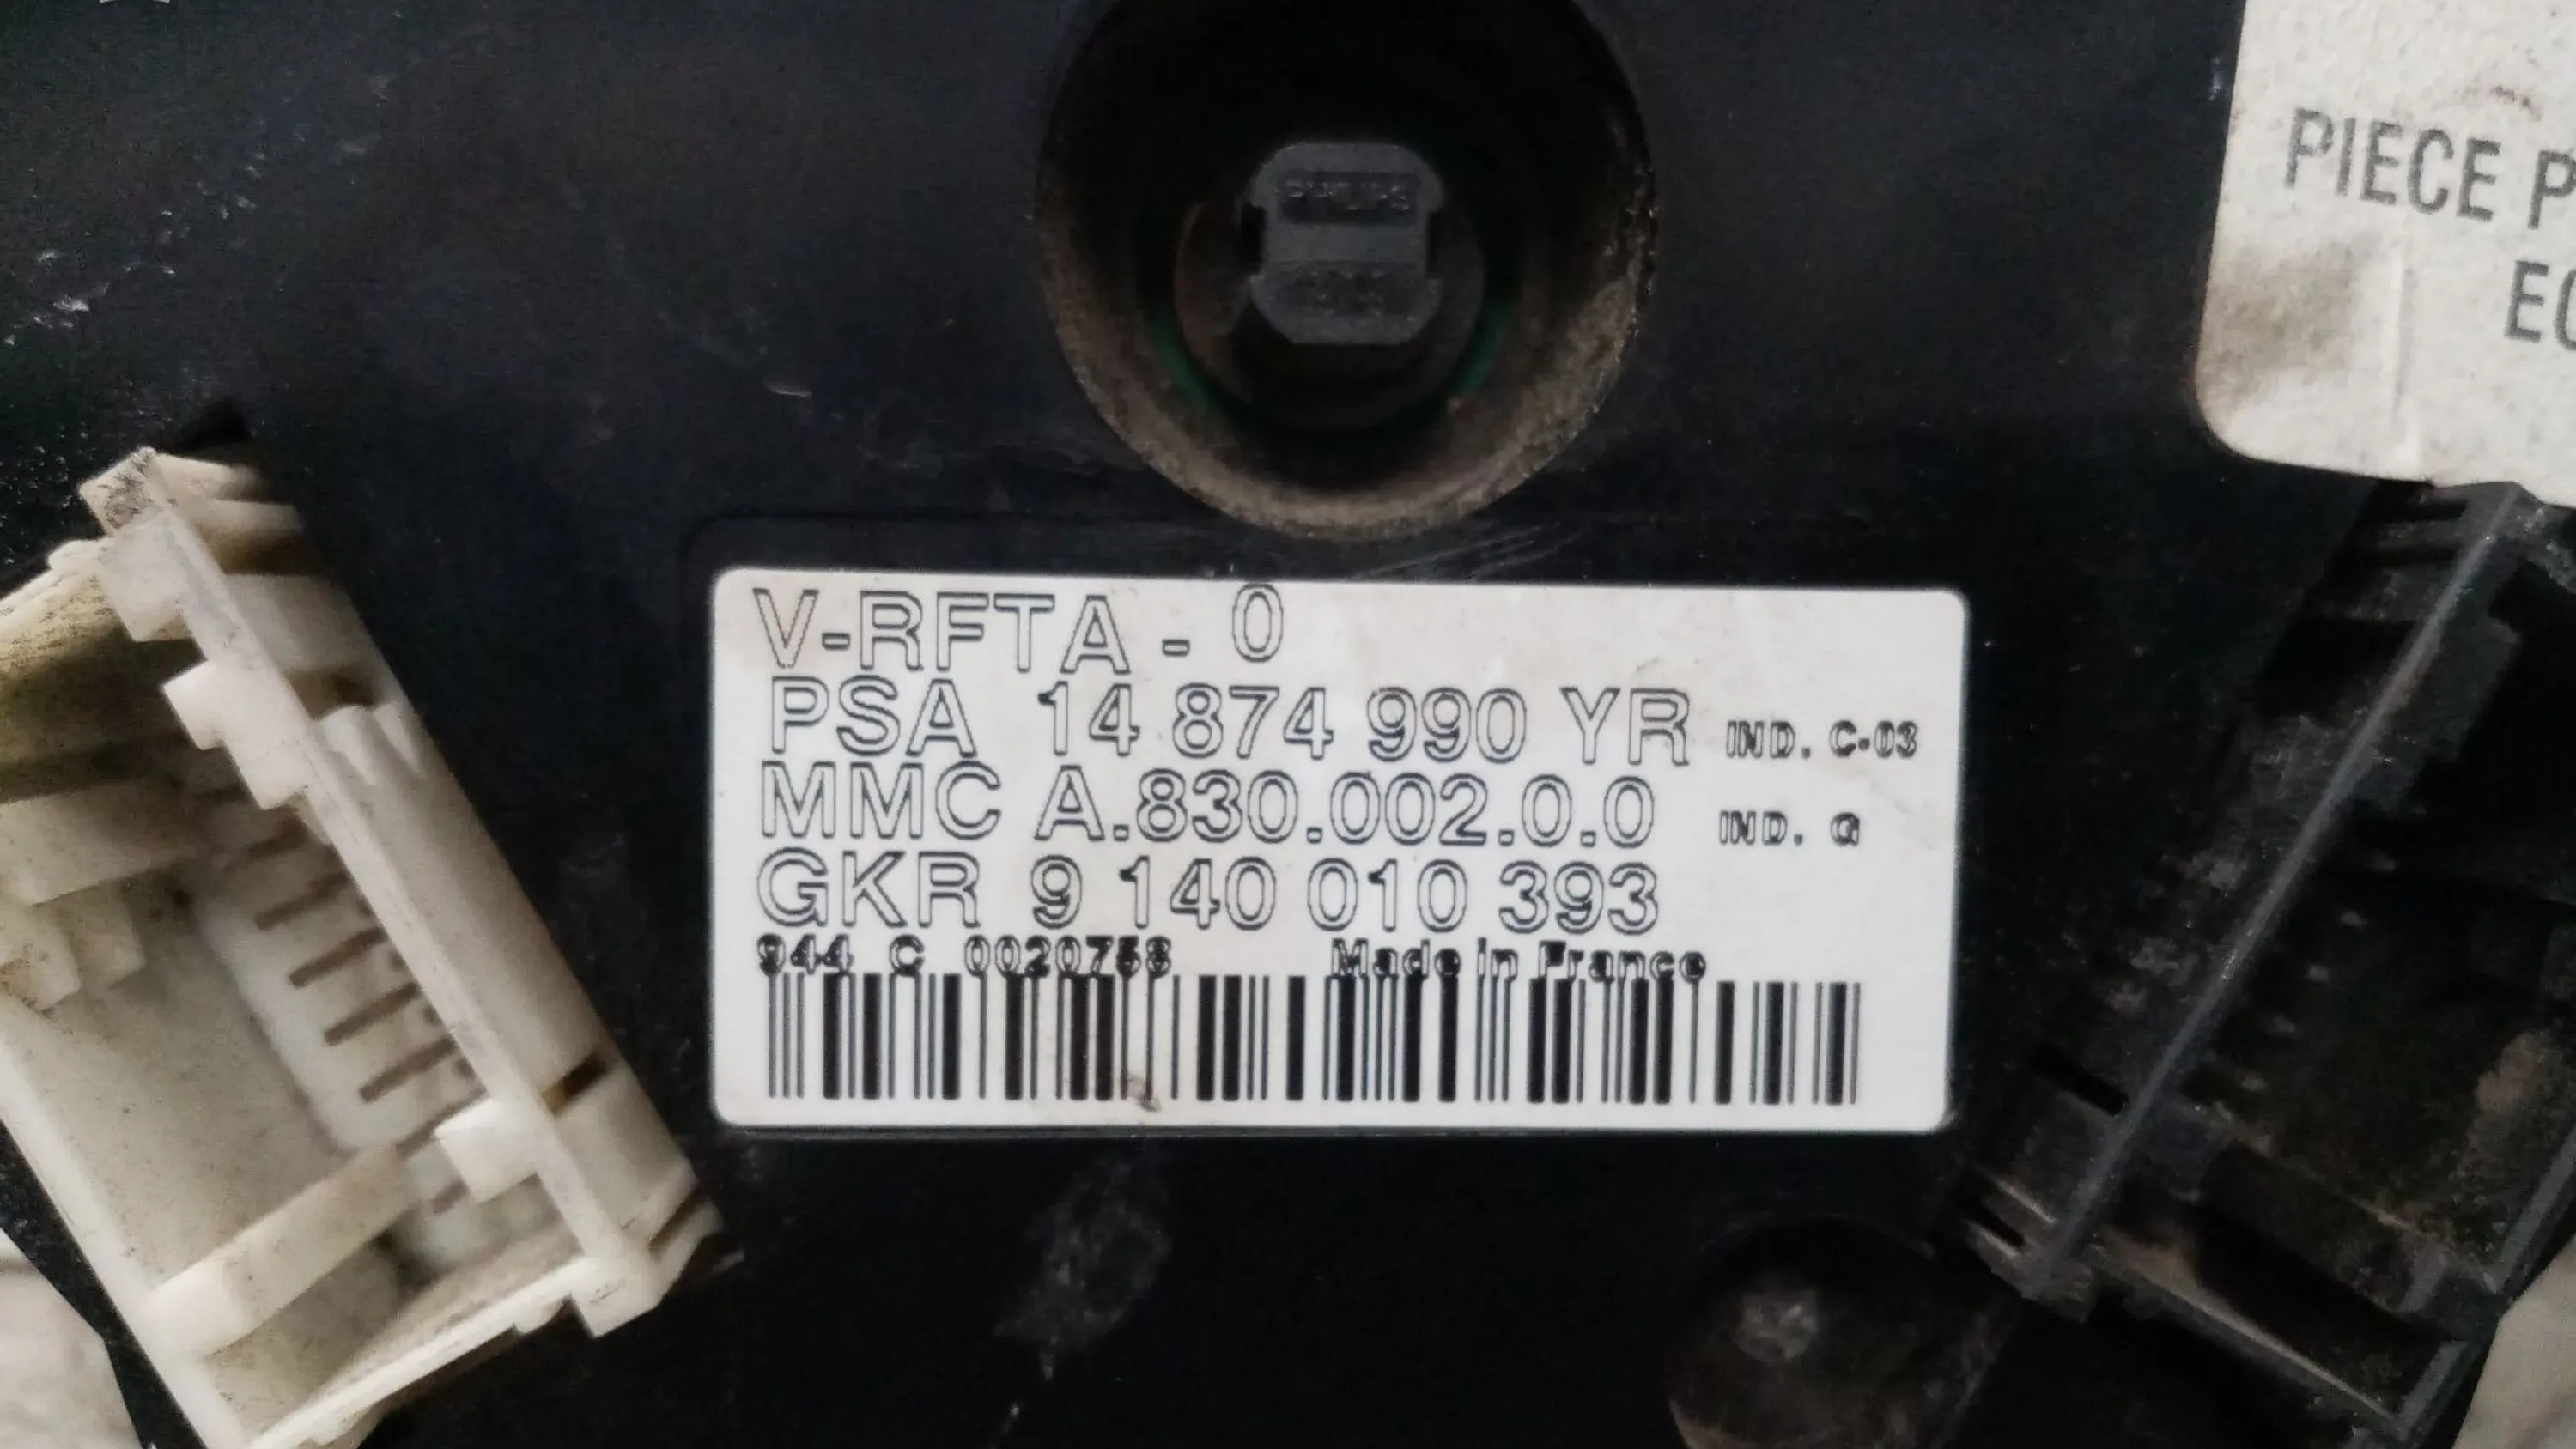 PIECE P
EC
V-RFTA - 0
PSA 14 874 990 YR IND. C-03
MMC A.830.002.0.0 IND. G
GKR 9 140 010 393
944 C 0020758 Made in France